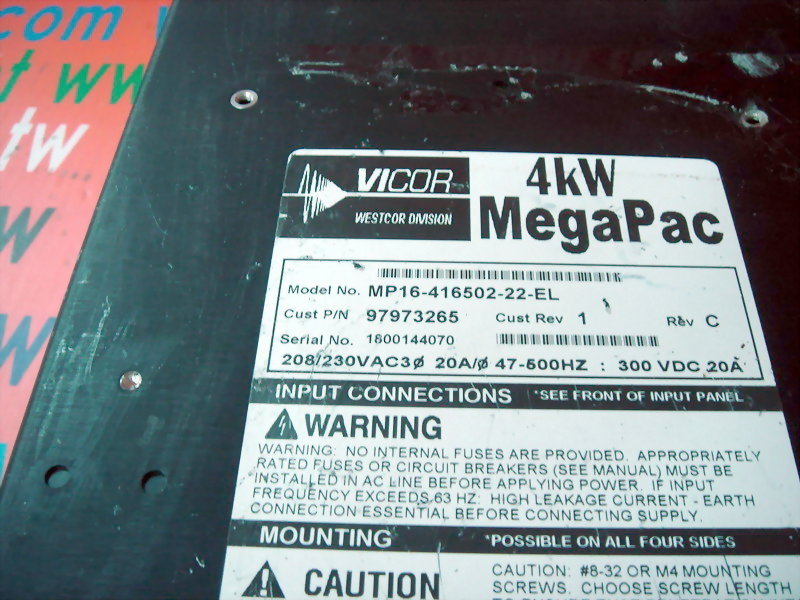 com w
t ww
tw
w
w
VICOR
WESTCOR DIVISION
4kW
MegaPac
Model No. MP16-416502-22-EL
Cust P/N 97973265 Cust Rev 1 Rev C
Serial No. 1800144070
208/230VAC3ø 20A/ø 47-500HZ : 300 VDC 20A
INPUT CONNECTIONS *SEE FRONT OF INPUT PANEL
WARNING
WARNING: NO INTERNAL FUSES ARE PROVIDED. APPROPRIATELY
RATED FUSES OR CIRCUIT BREAKERS (SEE MANUAL) MUST BE
INSTALLED IN AC LINE BEFORE APPLYING POWER. IF INPUT
FREQUENCY EXCEEDS 63 HZ: HIGH LEAKAGE CURRENT - EARTH
CONNECTION ESSENTIAL BEFORE CONNECTING SUPPLY.
MOUNTING *POSSIBLE ON ALL FOUR SIDES
CAUTION
CAUTION: #8-32 OR M4 MOUNTING
SCREWS. CHOOSE SCREW LENGTH